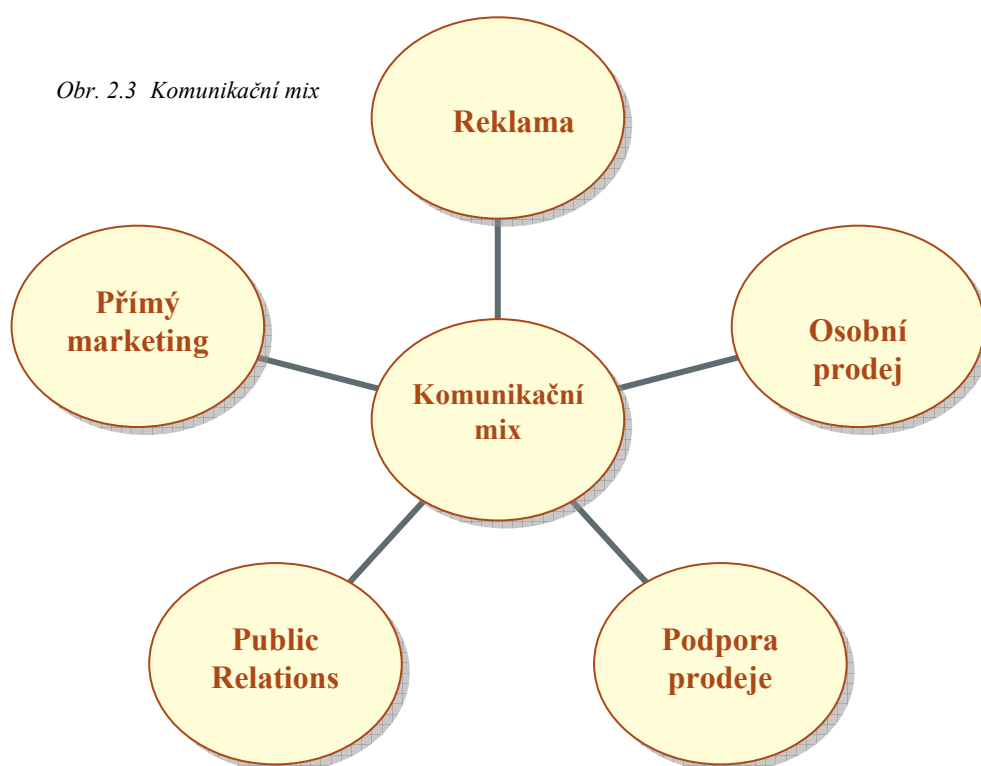 Obr. 2.3 Komunikační mix
Reklama
Přímý
marketing
Osobní
prodej
Komunikační
mix
Public
Relations
Podpora
prodeje